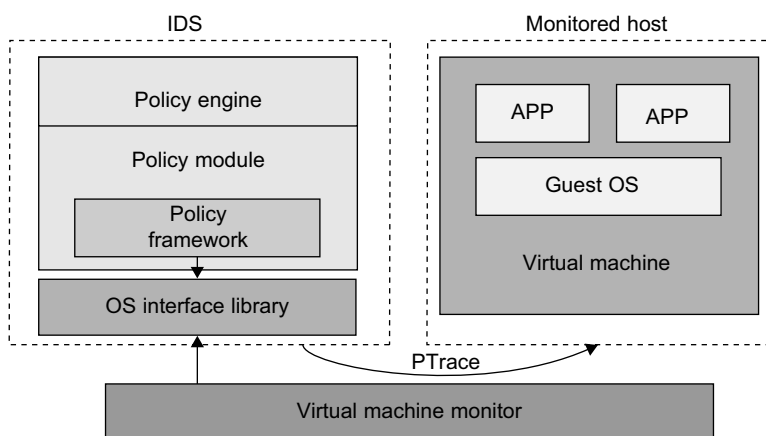 IDS
Monitored host
Policy engine
Policy module
Policy
framework
OS interface library
APP
APP
Guest OS
Virtual machine
PTrace
Virtual machine monitor